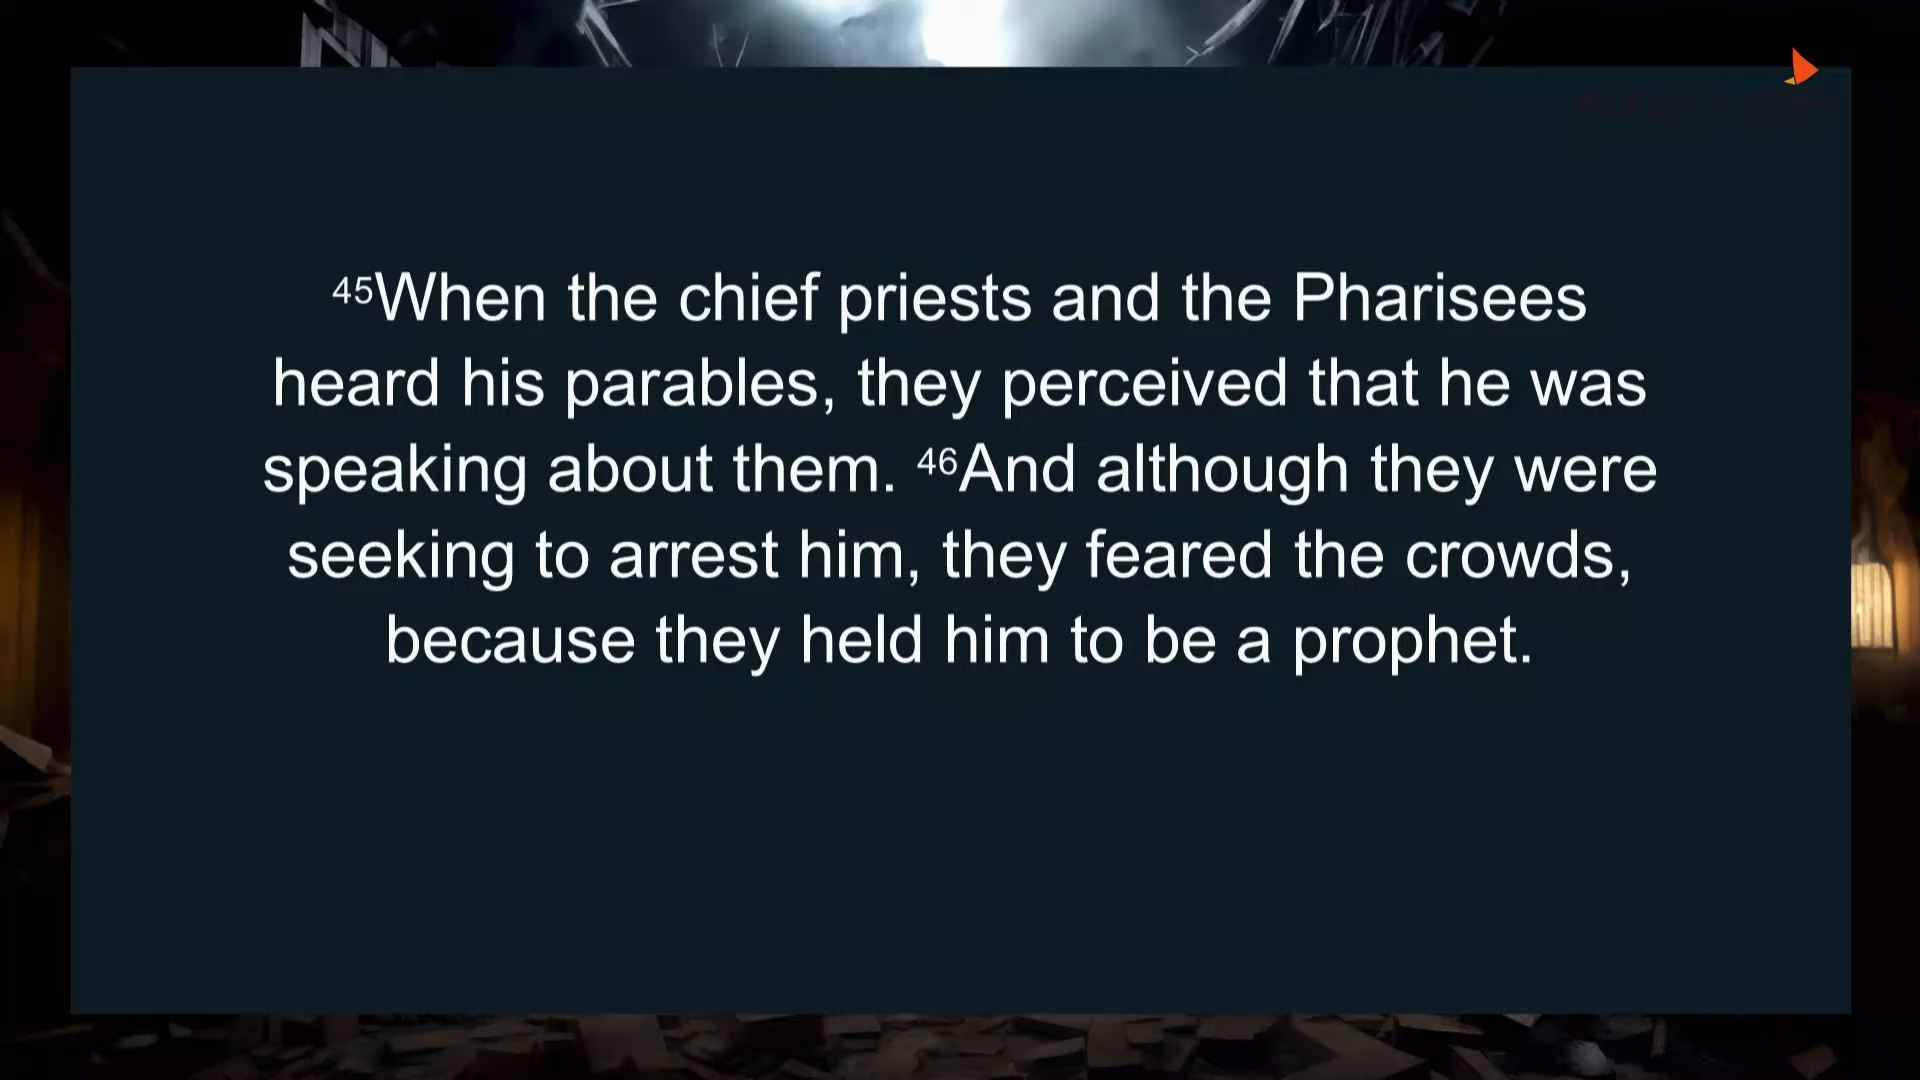 ⁴⁵When the chief priests and the Pharisees
heard his parables, they perceived that he was
speaking about them. ⁴⁶And although they were
seeking to arrest him, they feared the crowds,
because they held him to be a prophet.